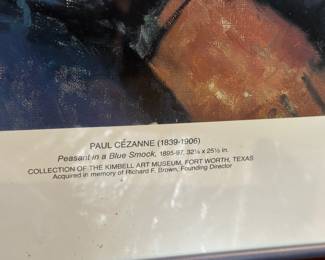 PAUL CÉZANNE (1839-1906)
Peasant in a Blue Smock, 1895-97, 32¼ x 25½ in.
COLLECTION OF THE KIMBELL ART MUSEUM, FORT WORTH, TEXAS
Acquired in memory of Richard F. Brown, Founding Director